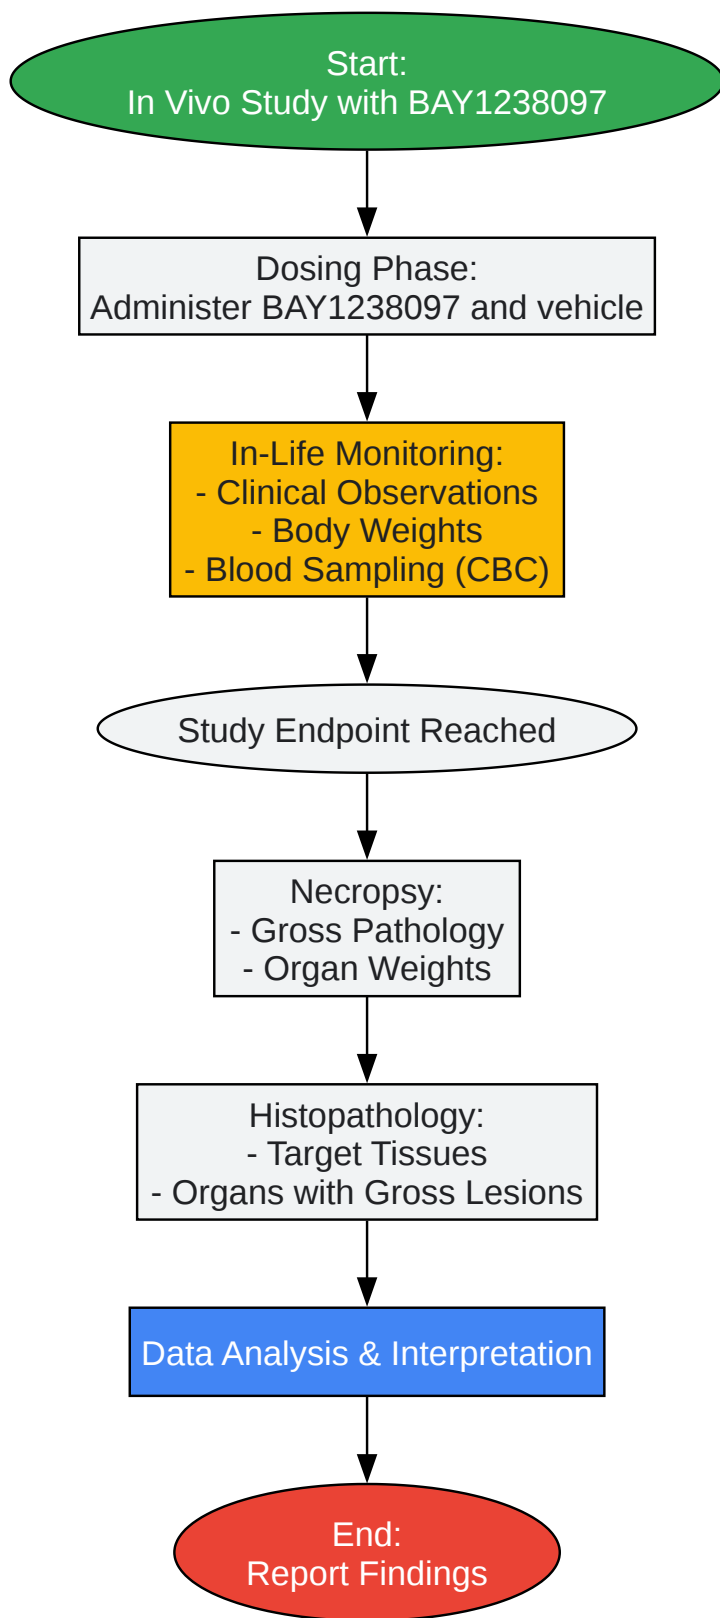 Start:
In Vivo Study with BAY1238097
Dosing Phase:
Administer BAY1238097 and vehicle
In-Life Monitoring:
- Clinical Observations
- Body Weights
- Blood Sampling (CBC)
Study Endpoint Reached
Necropsy:
- Gross Pathology
- Organ Weights
Histopathology:
- Target Tissues
- Organs with Gross Lesions
Data Analysis & Interpretation
End:
Report Findings